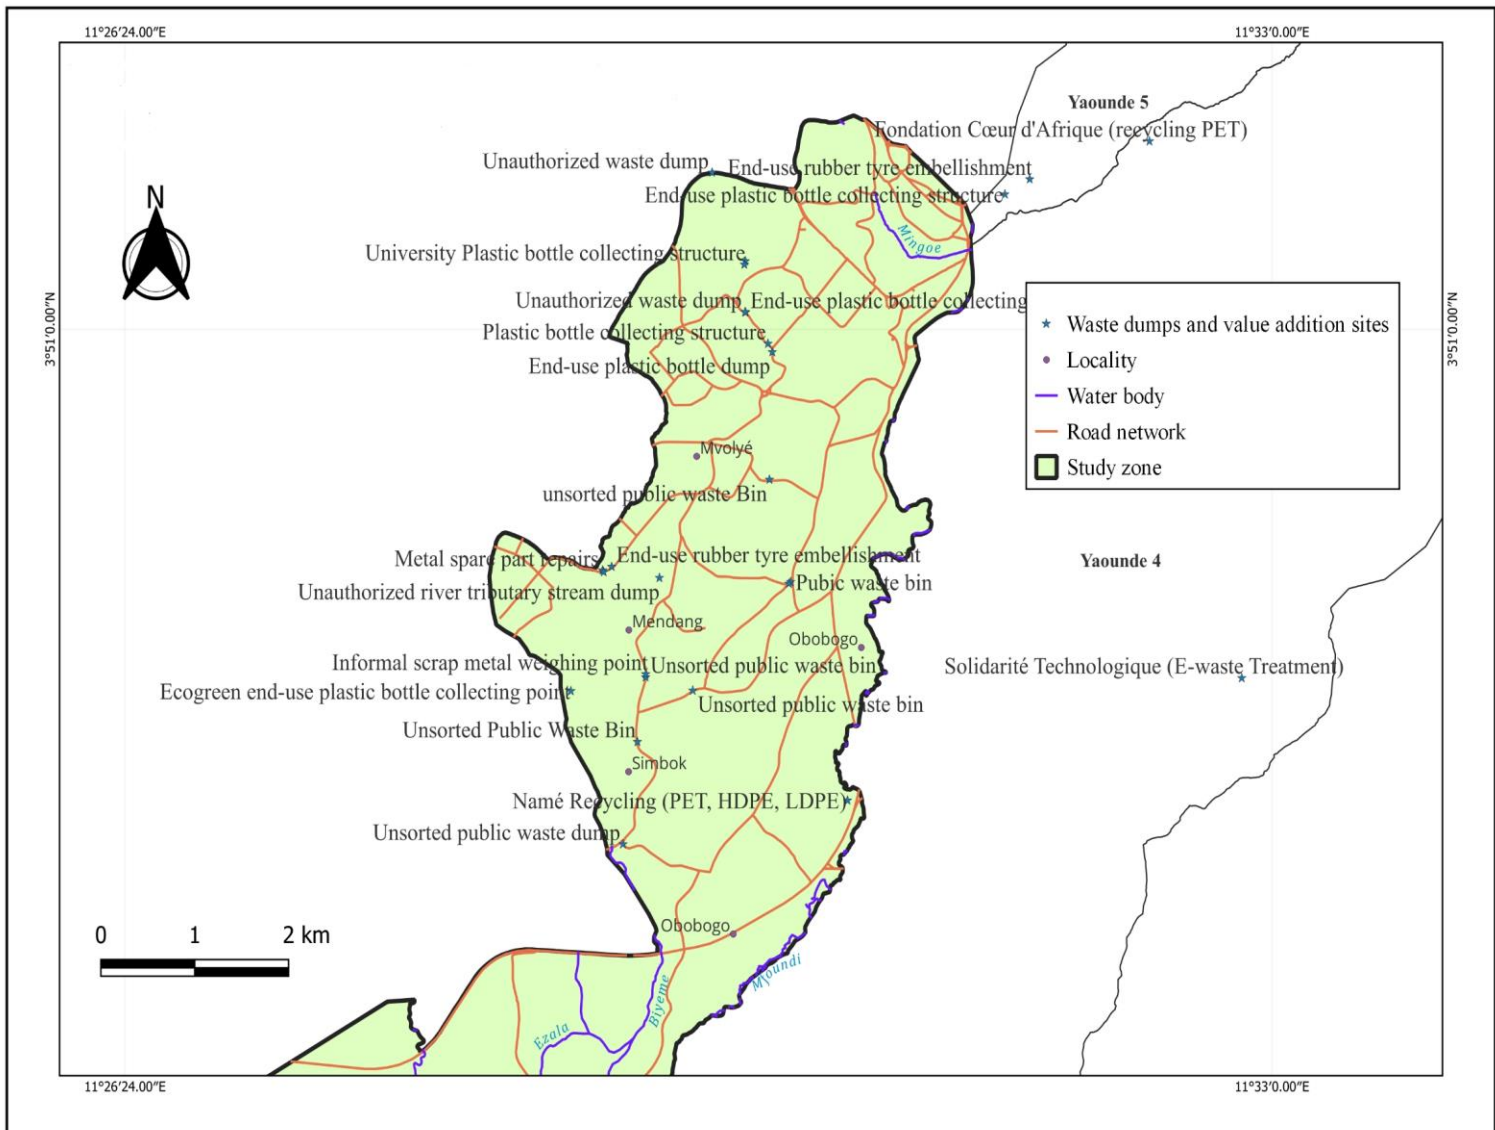 11°26′24.00″E
11°33′0.00″E
Yaounde 5
Fondation Cœur d'Afrique (recycling PET)
Unauthorized waste dump
End-use rubber tyre embellishment
End-use plastic bottle collecting structure
N
Mingoe
University Plastic bottle collecting structure
Unauthorized waste dump
End-use plastic bottle collecting
3°51′0.00″N
3°51′0.00″N
Plastic bottle collecting structure
End-use plastic bottle dump
Waste dumps and value addition sites
Locality
Water body
Road network
Study zone
Mvolyé
unsorted public waste Bin
Metal spare part repairs
End-use rubber tyre embellishment
Yaounde 4
Unauthorized river tributary stream dump
Pubic waste bin
Mendang
Obobogo
Informal scrap metal weighing point
Unsorted public waste bin
Solidarité Technologique (E-waste Treatment)
Ecogreen end-use plastic bottle collecting point
Unsorted public waste bin
Unsorted Public Waste Bin
Simbok
Namé Recycling (PET, HDPE, LDPE)
Unsorted public waste dump
Obobogo
0 1 2 km
Mfoundi
Biyeme
Ezala
11°26′24.00″E
11°33′0.00″E